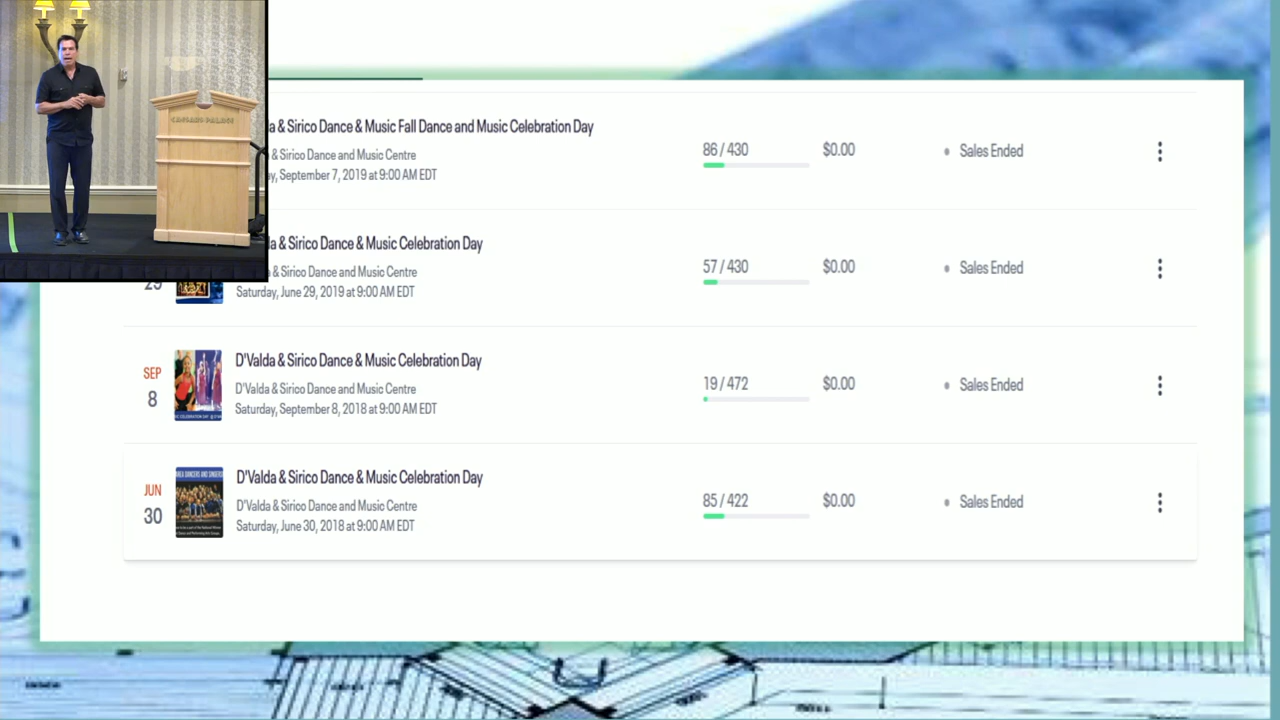 CAESARS PALACE
a & Sirico Dance & Music Fall Dance and Music Celebration Day
& Sirico Dance and Music Centre
ay, September 7, 2019 at 9:00 AM EDT
86 / 430
$0.00
Sales Ended
a & Sirico Dance & Music Celebration Day
& Sirico Dance and Music Centre
Saturday, June 29, 2019 at 9:00 AM EDT
29
57 / 430
$0.00
Sales Ended
SEP
8
D'Valda & Sirico Dance & Music Celebration Day
D'Valda & Sirico Dance and Music Centre
Saturday, September 8, 2018 at 9:00 AM EDT
19 / 472
$0.00
Sales Ended
JUN
30
D'Valda & Sirico Dance & Music Celebration Day
D'Valda & Sirico Dance and Music Centre
Saturday, June 30, 2018 at 9:00 AM EDT
85 / 422
$0.00
Sales Ended